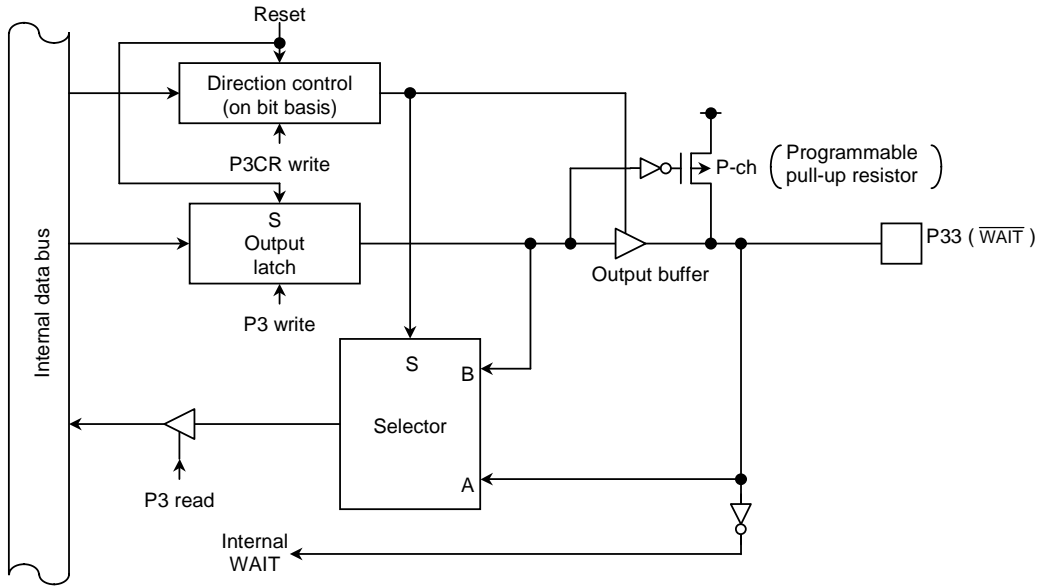 Reset
Direction control
(on bit basis)
P3CR write
P-ch
(Programmable
pull-up resistor)
S
Output
latch
P33 (WAIT)
Output buffer
P3 write
Internal data bus
S
B
Selector
A
P3 read
Internal
WAIT